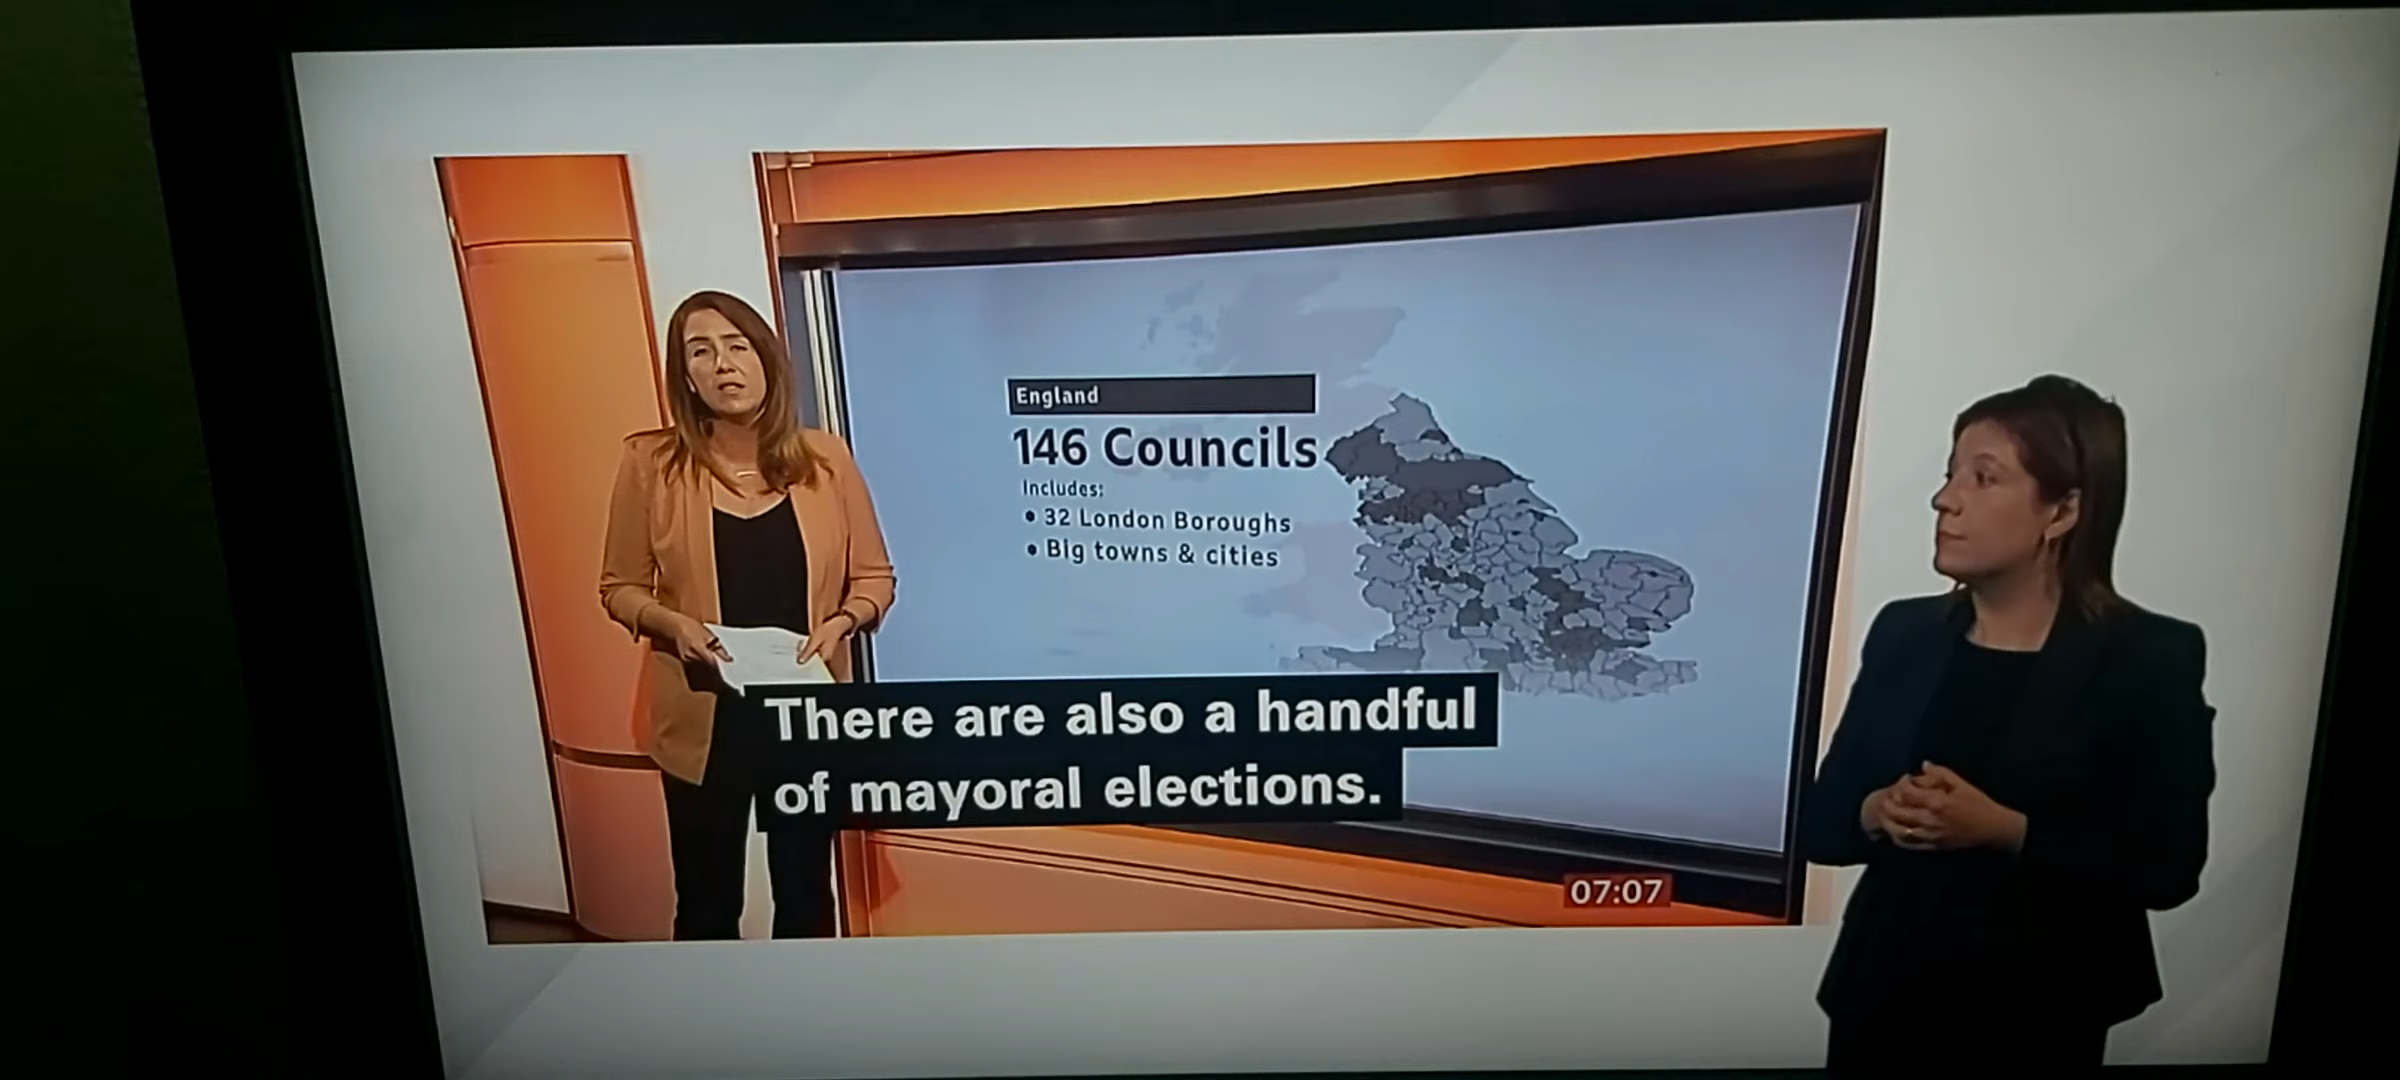 England
146 Councils
Includes:
• 32 London Boroughs
• Big towns & cities
There are also a handful
of mayoral elections.
07:07